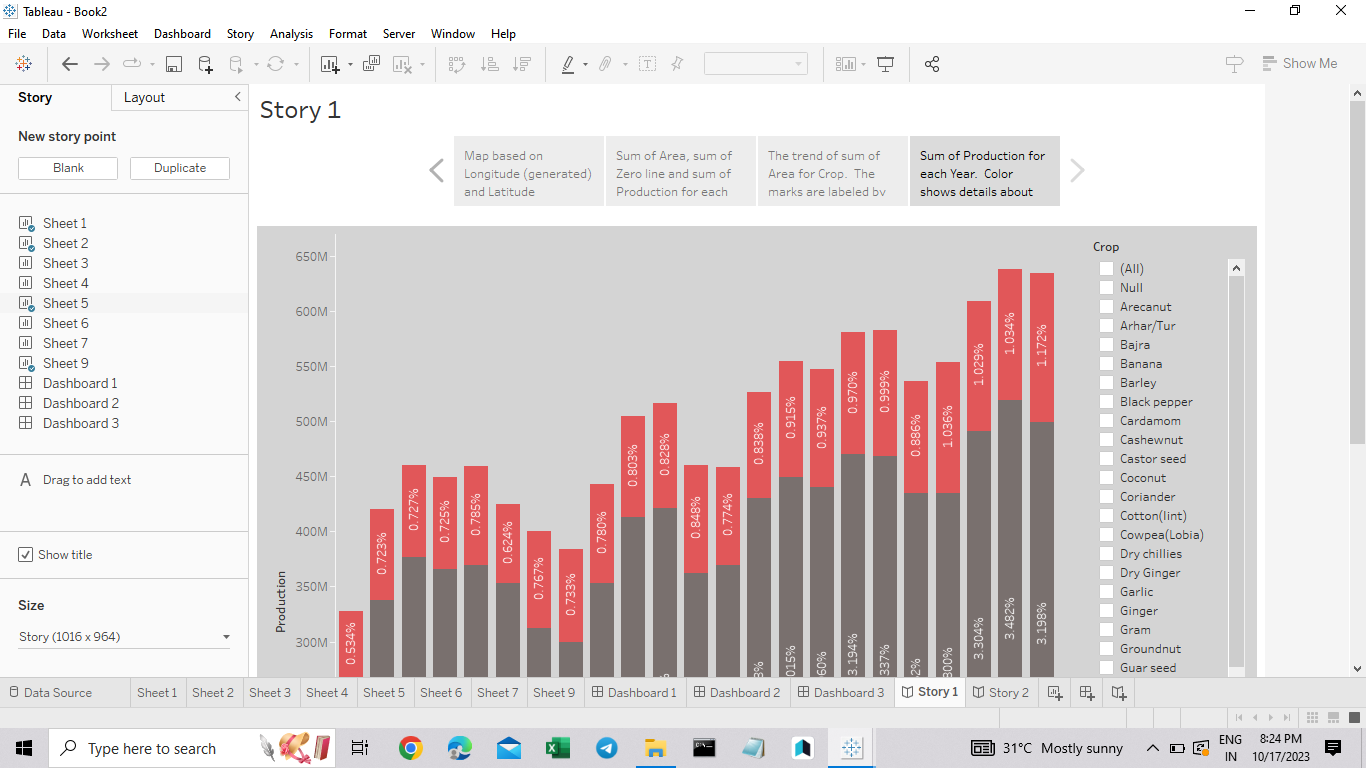 Tableau - Book2
File Data Worksheet Dashboard Story Analysis Format Server Window Help
Show Me
Story Layout
New story point
Blank Duplicate
Sheet 1
Sheet 2
Sheet 3
Sheet 4
Sheet 5
Sheet 6
Sheet 7
Sheet 9
Dashboard 1
Dashboard 2
Dashboard 3
A Drag to add text
Show title
Size
Story (1016 x 964)
Story 1
Map based on
Longitude (generated)
and Latitude
Sum of Area, sum of
Zero line and sum of
Production for each
The trend of sum of
Area for Crop. The
marks are labeled by
Sum of Production for
each Year. Color
shows details about
650M
600M
550M
500M
450M
400M
350M
300M
Production
0.534%
0.723%
0.727%
0.725%
0.785%
0.624%
0.767%
0.733%
0.780%
0.803%
0.828%
0.848%
0.774%
0.838%
0.915%
0.937%
0.970%
0.999%
0.886%
1.036%
1.029%
1.034%
1.172%
3.194%
3.304%
3.482%
3.198%
Crop
(All)
Null
Arecanut
Arhar/Tur
Bajra
Banana
Barley
Black pepper
Cardamom
Cashewnut
Castor seed
Coconut
Coriander
Cotton(lint)
Cowpea(Lobia)
Dry chillies
Dry Ginger
Garlic
Ginger
Gram
Groundnut
Guar seed
Data Source Sheet 1 Sheet 2 Sheet 3 Sheet 4 Sheet 5 Sheet 6 Sheet 7 Sheet 9 Dashboard 1 Dashboard 2 Dashboard 3 Story 1 Story 2
Type here to search
31°C Mostly sunny
ENG
IN
8:24 PM
10/17/2023